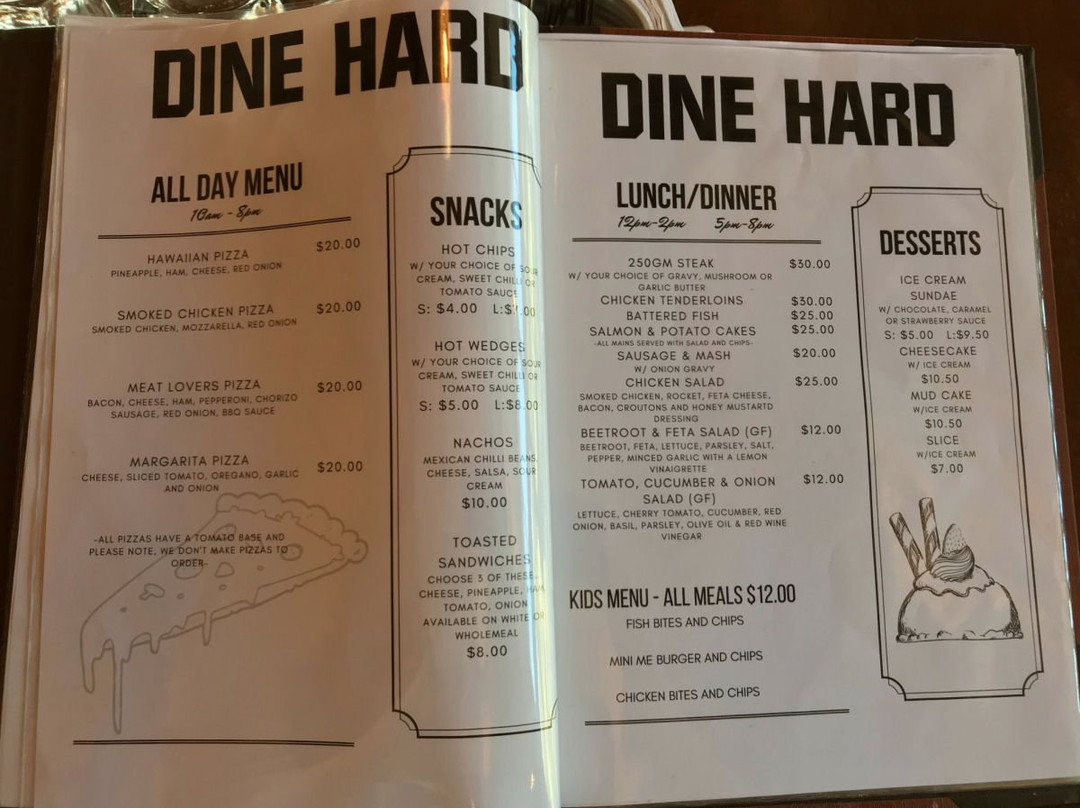 DINE HARD
ALL DAY MENU
10am - 8pm
HAWAIIAN PIZZA $20.00
PINEAPPLE, HAM, CHEESE, RED ONION
SMOKED CHICKEN PIZZA $20.00
SMOKED CHICKEN, MOZZARELLA, RED ONION
MEAT LOVERS PIZZA $20.00
BACON, CHEESE, HAM, PEPPERONI, CHORIZO
SAUSAGE, RED ONION, BBQ SAUCE
MARGARITA PIZZA $20.00
CHEESE, SLICED TOMATO, OREGANO, GARLIC
AND ONION
-ALL PIZZAS HAVE A TOMATO BASE AND
PLEASE NOTE, WE DON'T MAKE PIZZAS TO
ORDER-
SNACKS
HOT CHIPS
W/ YOUR CHOICE OF SOUR
CREAM, SWEET CHILLI OR
TOMATO SAUCE
S: $4.00 L:$7.00
HOT WEDGES
W/ YOUR CHOICE OF SOUR
CREAM, SWEET CHILLI OR
TOMATO SAUCE
S: $5.00 L:$8.00
NACHOS
MEXICAN CHILLI BEANS,
CHEESE, SALSA, SOUR
CREAM
$10.00
TOASTED
SANDWICHES
CHOOSE 3 OF THESE,
CHEESE, PINEAPPLE, HAM,
TOMATO, ONION
AVAILABLE ON WHITE OR
WHOLEMEAL
$8.00
DINE HARD
LUNCH/DINNER
12pm-2pm 5pm-8pm
250GM STEAK $30.00
W/ YOUR CHOICE OF GRAVY, MUSHROOM OR
GARLIC BUTTER
CHICKEN TENDERLOINS $30.00
BATTERED FISH $25.00
SALMON & POTATO CAKES $25.00
-ALL MAINS SERVED WITH SALAD AND CHIPS-
SAUSAGE & MASH $20.00
W/ ONION GRAVY
CHICKEN SALAD $25.00
SMOKED CHICKEN, ROCKET, FETA CHEESE,
BACON, CROUTONS AND HONEY MUSTARTD
DRESSING
BEETROOT & FETA SALAD (GF) $12.00
BEETROOT, FETA, LETTUCE, PARSLEY, SALT,
PEPPER, MINCED GARLIC WITH A LEMON
VINAIGRETTE
TOMATO, CUCUMBER & ONION $12.00
SALAD (GF)
LETTUCE, CHERRY TOMATO, CUCUMBER, RED
ONION, BASIL, PARSLEY, OLIVE OIL & RED WINE
VINEGAR
KIDS MENU - ALL MEALS $12.00
FISH BITES AND CHIPS
MINI ME BURGER AND CHIPS
CHICKEN BITES AND CHIPS
DESSERTS
ICE CREAM
SUNDAE
W/ CHOCOLATE, CARAMEL
OR STRAWBERRY SAUCE
S: $5.00 L:$9.50
CHEESECAKE
W/ ICE CREAM
$10.50
MUD CAKE
W/ICE CREAM
$10.50
SLICE
W/ICE CREAM
$7.00